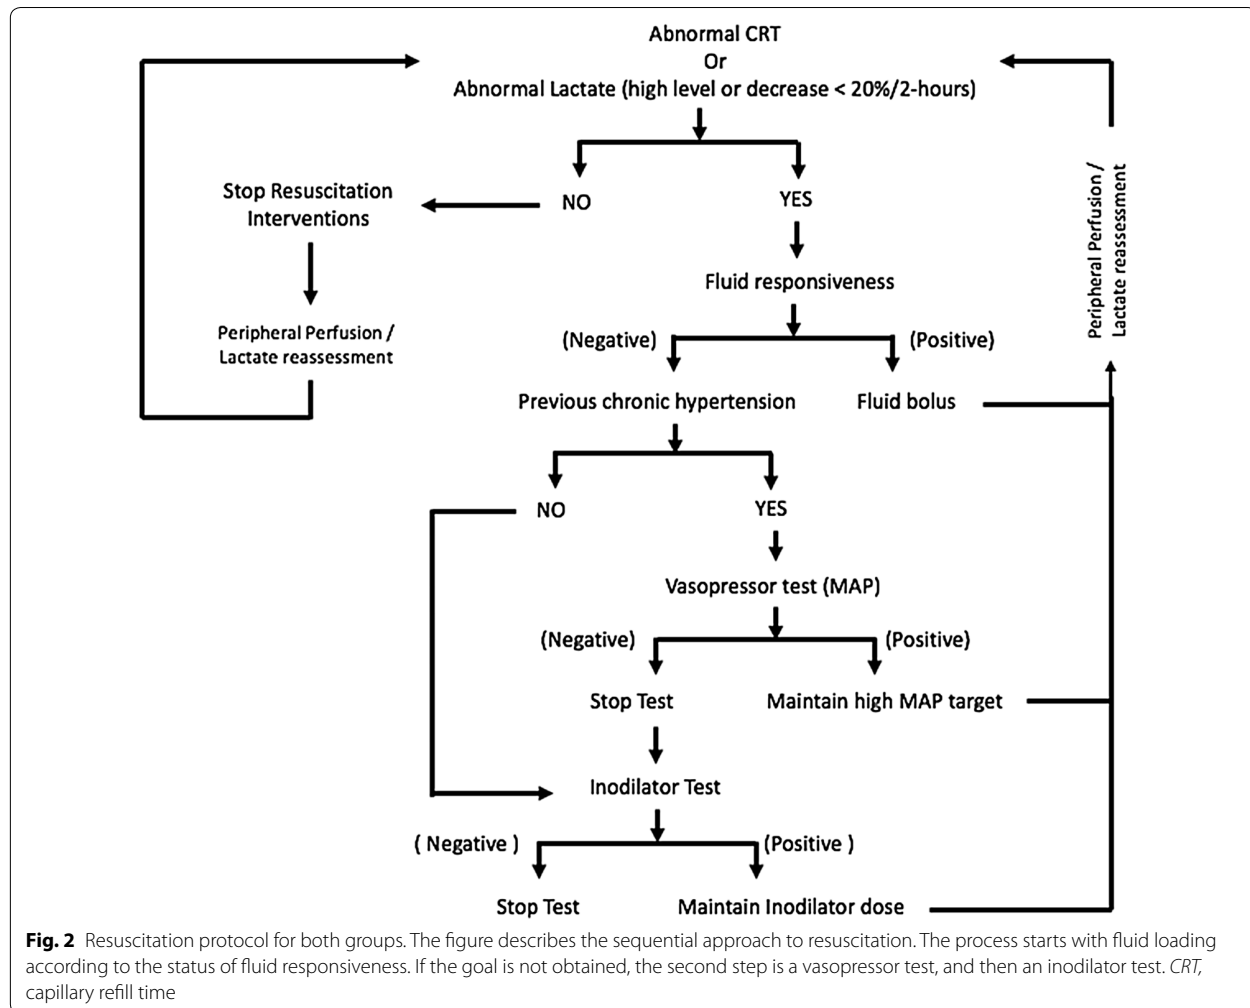 Abnormal CRT
Or
Abnormal Lactate (high level or decrease < 20%/2-hours)
NO
YES
Stop Resuscitation
Interventions
Peripheral Perfusion /
Lactate reassessment
Fluid responsiveness
(Negative)
(Positive)
Previous chronic hypertension
Fluid bolus
Peripheral Perfusion /
Lactate reassessment
NO
YES
Vasopressor test (MAP)
(Negative)
(Positive)
Stop Test
Maintain high MAP target
Inodilator Test
( Negative )
(Positive )
Stop Test
Maintain Inodilator dose
Fig. 2 Resuscitation protocol for both groups. The figure describes the sequential approach to resuscitation. The process starts with fluid loading
according to the status of fluid responsiveness. If the goal is not obtained, the second step is a vasopressor test, and then an inodilator test. CRT,
capillary refill time